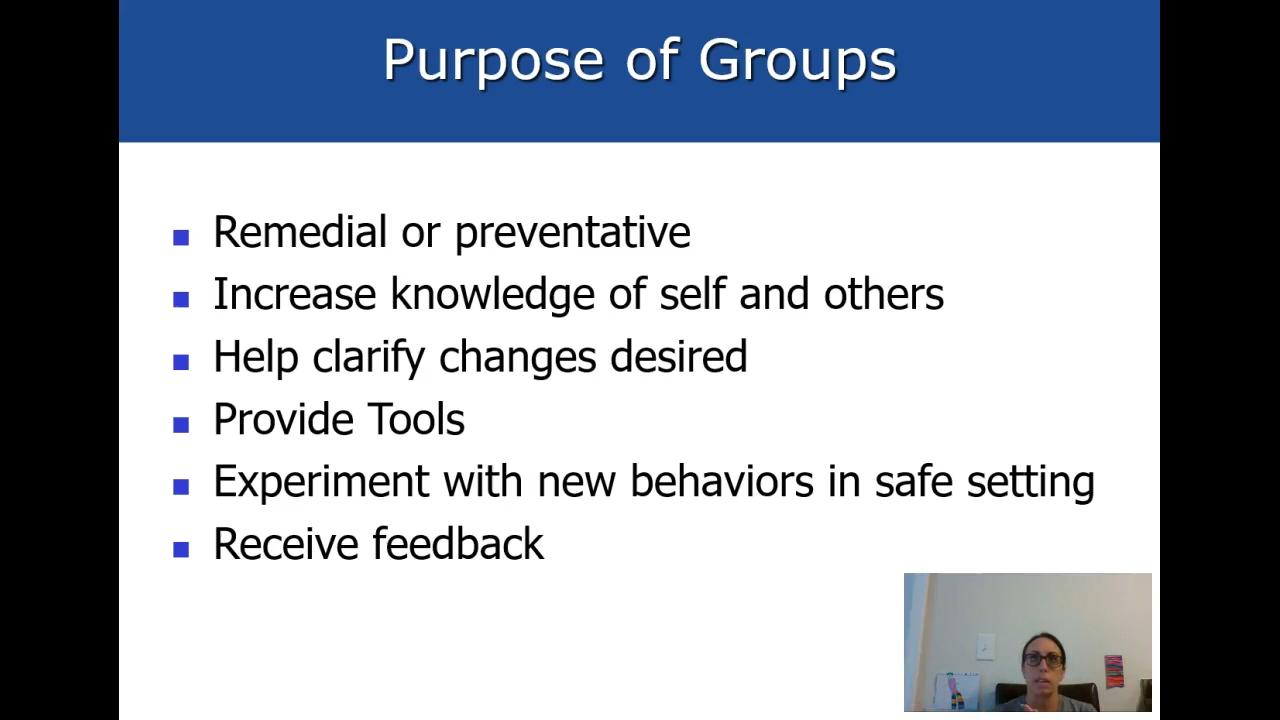 Purpose of Groups
Remedial or preventative
Increase knowledge of self and others
Help clarify changes desired
Provide Tools
Experiment with new behaviors in safe setting
Receive feedback